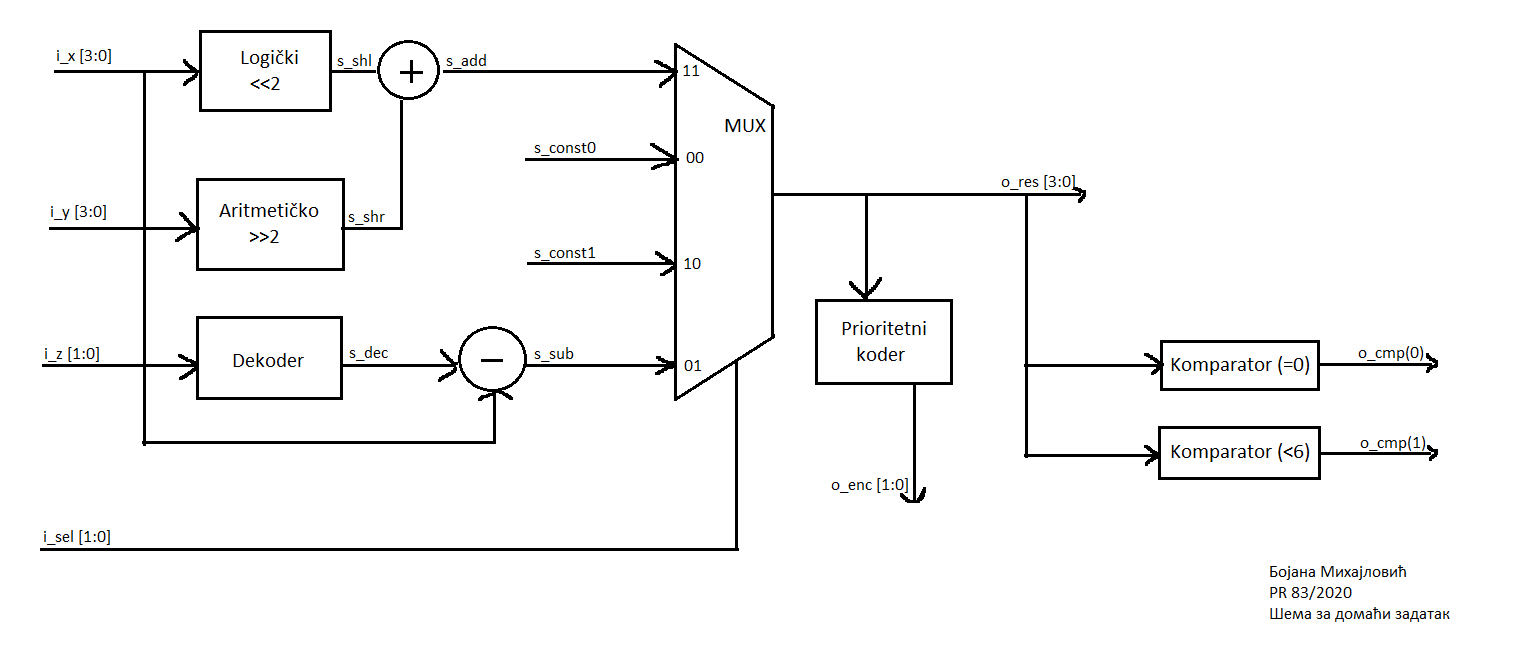 i_x [3:0]
Logički
<<2
s_shl
+
s_add
11
MUX
s_const0
00
i_y [3:0]
Aritmetičko
>>2
s_shr
o_res [3:0]
s_const1
10
Prioritetni
koder
i_z [1:0]
Dekoder
s_dec
−
s_sub
01
Komparator (=0)
o_cmp(0)
Komparator (<6)
o_cmp(1)
o_enc [1:0]
i_sel [1:0]
Бојана Михајловић
PR 83/2020
Шема за домаћи задатак